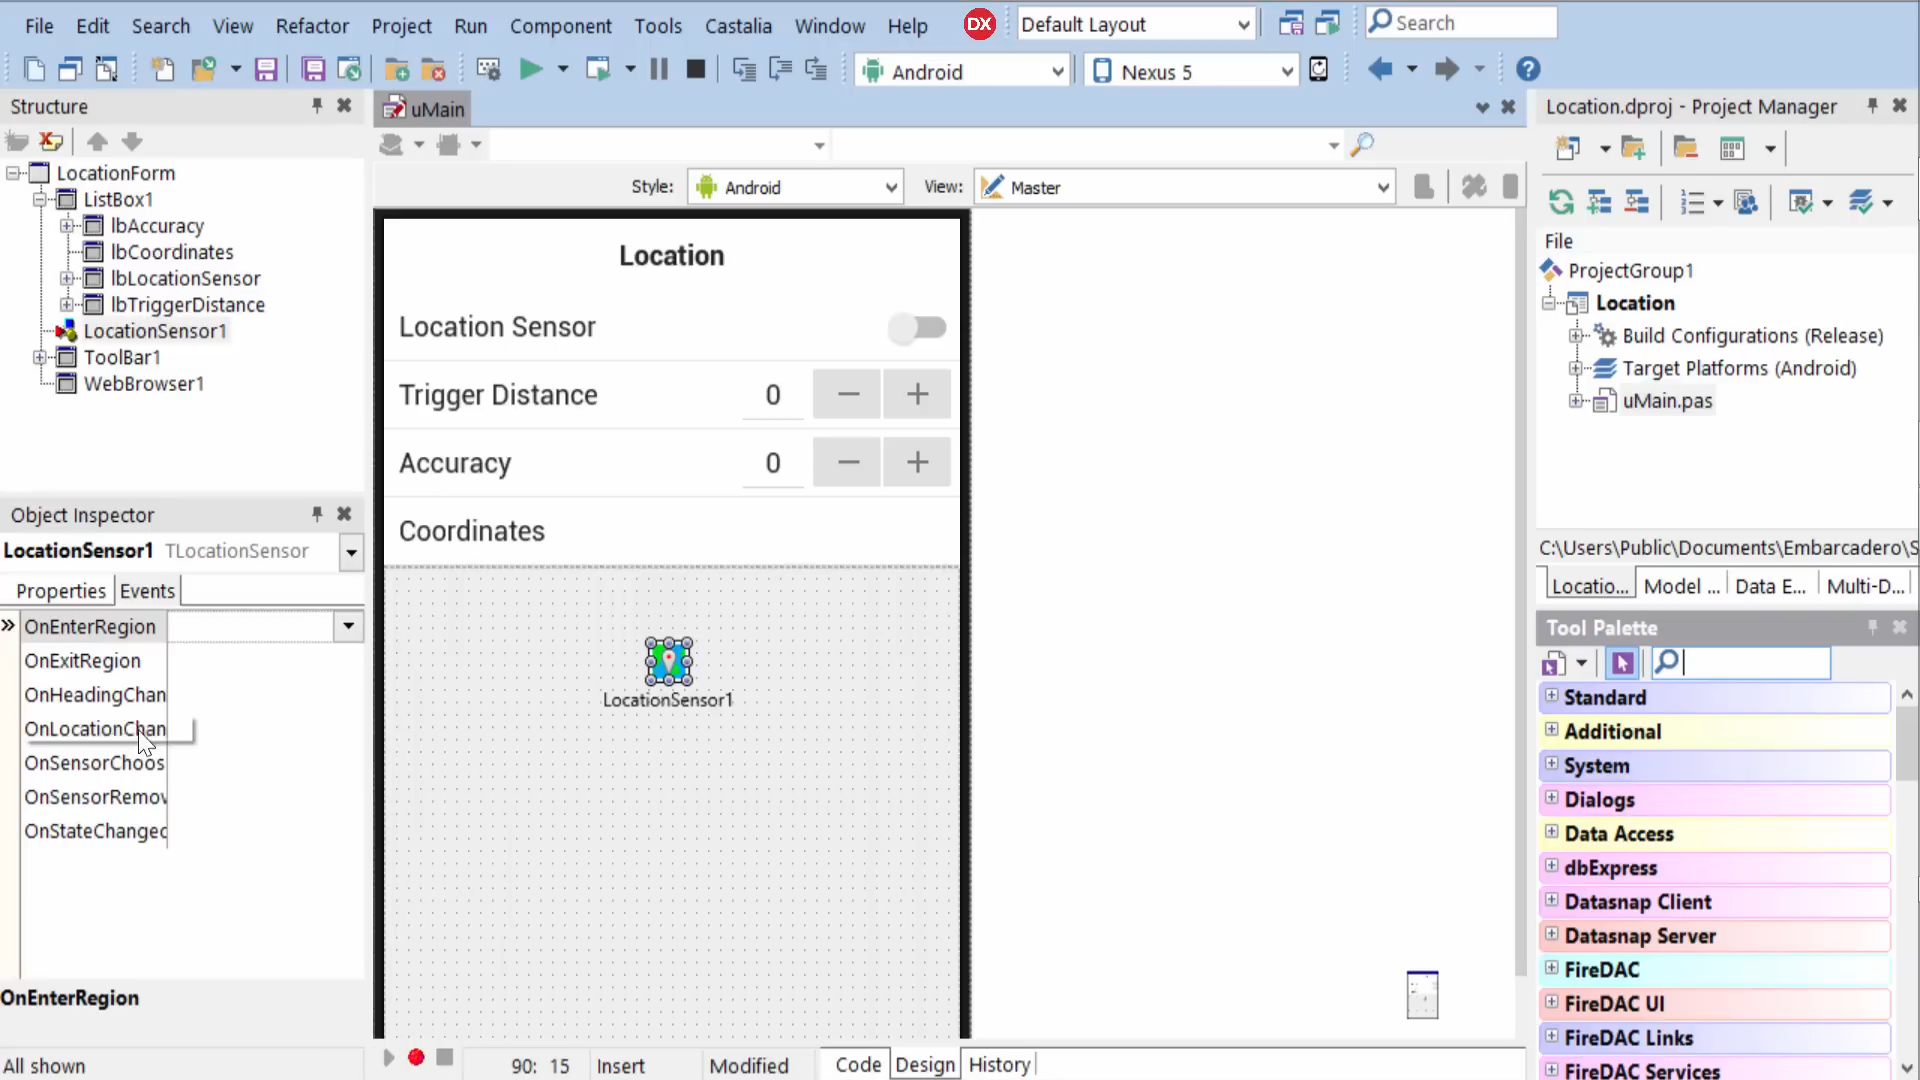 File Edit Search View Refactor Project Run Component Tools Castalia Window Help DX Default Layout Search
Android Nexus 5 ?
Structure
LocationForm
ListBox1
lbAccuracy
lbCoordinates
lbLocationSensor
lbTriggerDistance
LocationSensor1
ToolBar1
WebBrowser1
Object Inspector
LocationSensor1 TLocationSensor
Properties Events
OnEnterRegion
OnExitRegion
OnHeadingChan
OnLocationChan
OnSensorChoos
OnSensorRemov
OnStateChanged
OnEnterRegion
All shown
uMain
Style: Android View: Master
Location
Location Sensor
Trigger Distance 0
Accuracy 0
Coordinates
LocationSensor1
90: 15 Insert Modified Code Design History
Location.dproj - Project Manager
File
ProjectGroup1
Location
Build Configurations (Release)
Target Platforms (Android)
uMain.pas
C:\Users\Public\Documents\Embarcadero\S
Locatio... Model ... Data E... Multi-D...
Tool Palette
Standard
Additional
System
Dialogs
Data Access
dbExpress
Datasnap Client
Datasnap Server
FireDAC
FireDAC UI
FireDAC Links
FireDAC Services